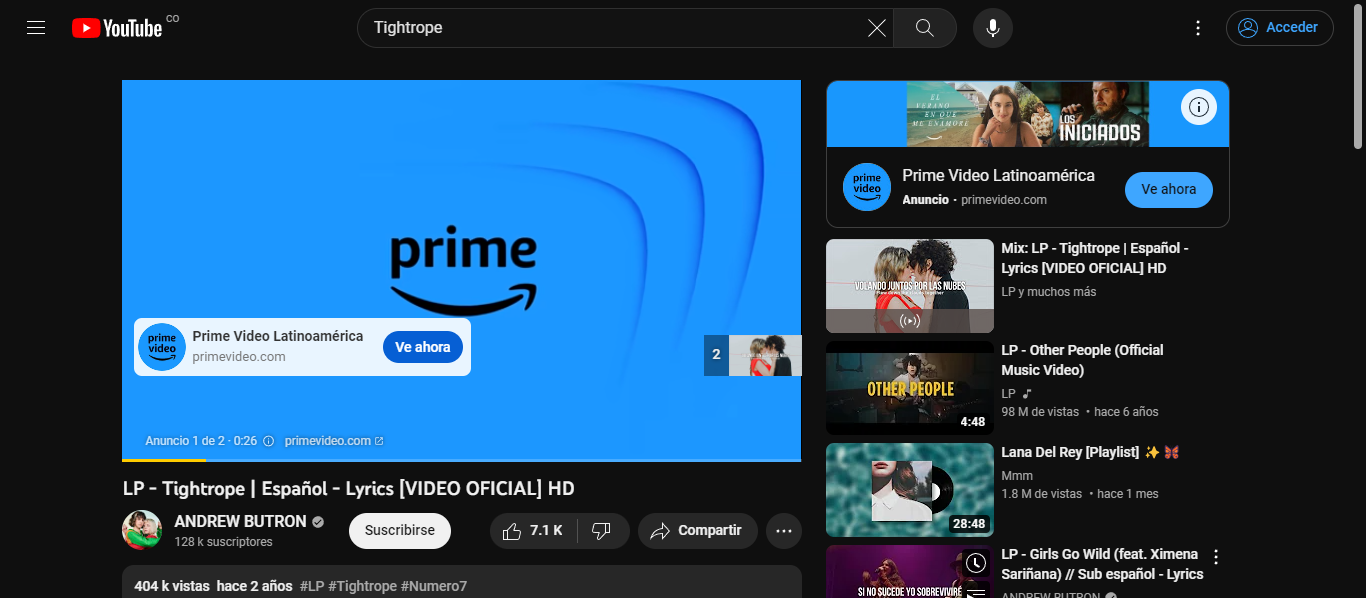 YouTube CO
Tightrope
Acceder
prime
Prime Video Latinoamérica
primevideo.com
Ve ahora
prime
video
2
Anuncio 1 de 2 · 0:26
primevideo.com
LP - Tightrope | Español - Lyrics [VIDEO OFICIAL] HD
ANDREW BUTRON
128 k suscriptores
Suscribirse
7.1 K
Compartir
404 k vistas hace 2 años #LP #Tightrope #Numero7
EL
VERANO
EN QUE
ME ENAMORÉ
LOS
INICIADOS
prime
video
Prime Video Latinoamérica
Anuncio · primevideo.com
Ve ahora
VOLANDO JUNTOS POR LAS NUBES
Mix: LP - Tightrope | Español -
Lyrics [VIDEO OFICIAL] HD
LP y muchos más
OTHER PEOPLE
4:48
LP - Other People (Official
Music Video)
LP
98 M de vistas · hace 6 años
28:48
Lana Del Rey [Playlist] ✨ 🦋
Mmm
1.8 M de vistas · hace 1 mes
SI NO SUCEDE YO SOBREVIVIRÉ
LP - Girls Go Wild (feat. Ximena
Sariñana) // Sub español - Lyrics
ANDREW BUTRON